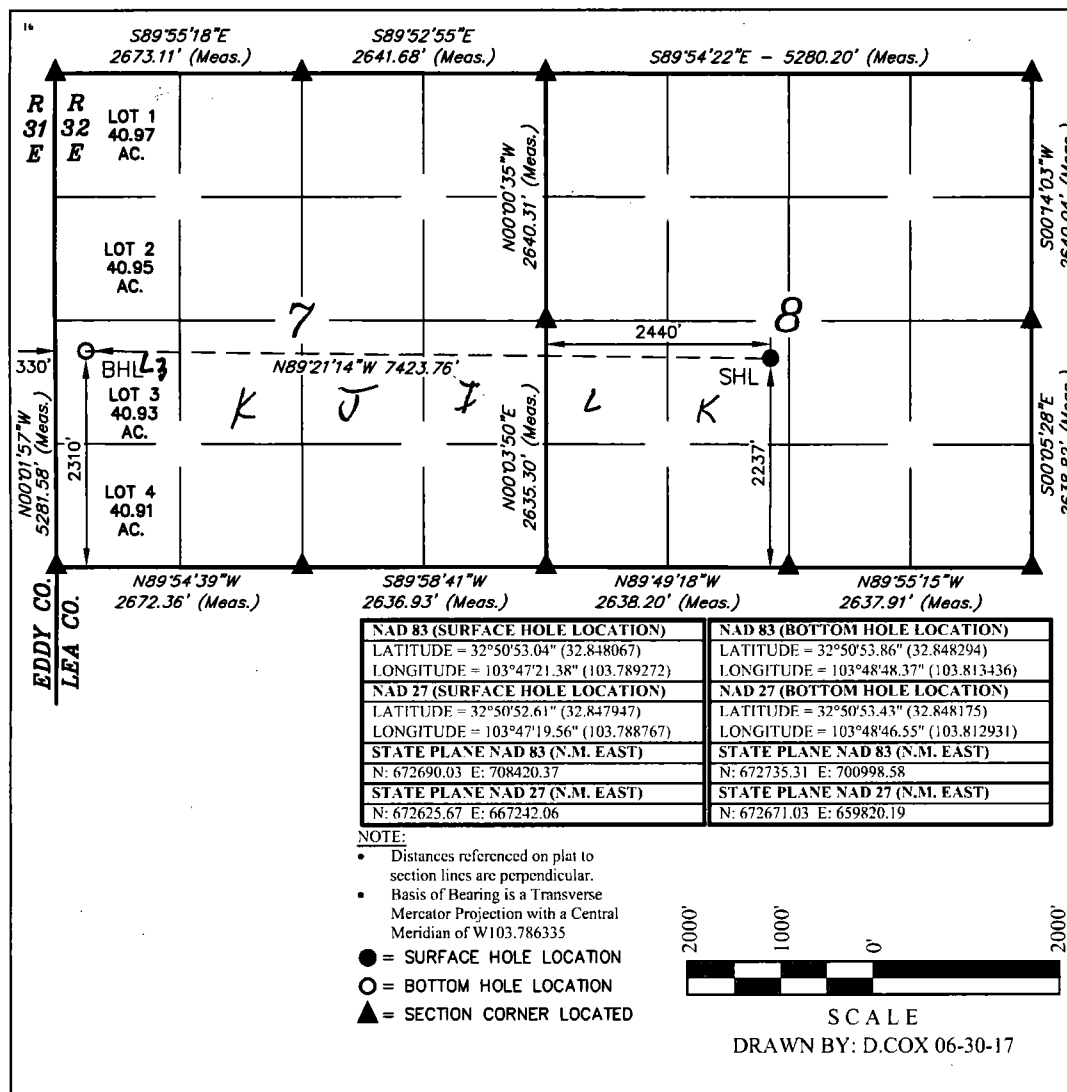 16
S89°55'18"E
2673.11' (Meas.)
S89°52'55"E
2641.68' (Meas.)
S89°54'22"E – 5280.20' (Meas.)
R R
31 32
E E
LOT 1
40.97
AC.
N00°00'35"W
2640.31' (Meas.)
S00°14'03"W
2640.04' (Meas.)
LOT 2
40.95
AC.
7
8
2440'
330'
BHL
L3
N89°21'14"W 7423.76'
SHL
LOT 3
40.93
AC.
K J I L K
N00°01'57"W
5281.58' (Meas.)
2310'
N00°03'50"E
2635.30' (Meas.)
2237'
S00°05'28"E
2638.82' (Meas.)
LOT 4
40.91
AC.
EDDY CO.
LEA CO.
N89°54'39"W
2672.36' (Meas.)
S89°58'41"W
2636.93' (Meas.)
N89°49'18"W
2638.20' (Meas.)
N89°55'15"W
2637.91' (Meas.)
NAD 83 (SURFACE HOLE LOCATION)
LATITUDE = 32°50'53.04" (32.848067)
LONGITUDE = 103°47'21.38" (103.789272)
NAD 27 (SURFACE HOLE LOCATION)
LATITUDE = 32°50'52.61" (32.847947)
LONGITUDE = 103°47'19.56" (103.788767)
STATE PLANE NAD 83 (N.M. EAST)
N: 672690.03 E: 708420.37
STATE PLANE NAD 27 (N.M. EAST)
N: 672625.67 E: 667242.06
NAD 83 (BOTTOM HOLE LOCATION)
LATITUDE = 32°50'53.86" (32.848294)
LONGITUDE = 103°48'48.37" (103.813436)
NAD 27 (BOTTOM HOLE LOCATION)
LATITUDE = 32°50'53.43" (32.848175)
LONGITUDE = 103°48'46.55" (103.812931)
STATE PLANE NAD 83 (N.M. EAST)
N: 672735.31 E: 700998.58
STATE PLANE NAD 27 (N.M. EAST)
N: 672671.03 E: 659820.19
NOTE:
• Distances referenced on plat to
section lines are perpendicular.
• Basis of Bearing is a Transverse
Mercator Projection with a Central
Meridian of W103.786335
= SURFACE HOLE LOCATION
= BOTTOM HOLE LOCATION
= SECTION CORNER LOCATED
2000' 1000' 0' 2000'
SCALE
DRAWN BY: D.COX 06-30-17